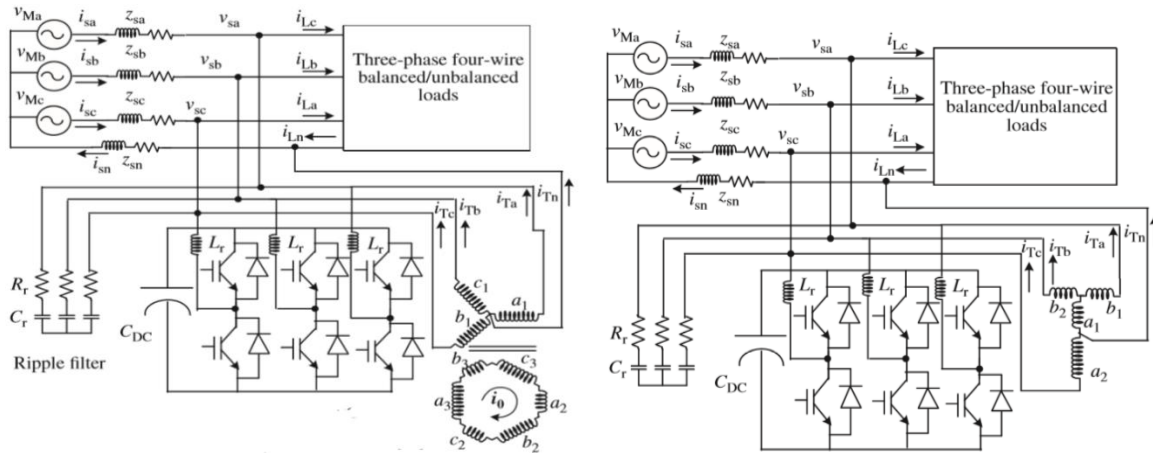 v_Ma
i_sa
z_sa
v_sa
i_Lc
v_Mb
i_sb
z_sb
v_sb
i_Lb
v_Mc
i_sc
z_sc
v_sc
i_La
i_Ln
i_sn
z_sn
Three-phase four-wire
balanced/unbalanced
loads
i_Tc
i_Tb
i_Ta
i_Tn
L_r
L_r
L_r
R_r
C_r
C_DC
Ripple filter
c_1
a_1
b_1
b_3
c_3
a_3
i_0
a_2
c_2
b_2
v_Ma
i_sa
z_sa
v_sa
i_Lc
v_Mb
i_sb
z_sb
v_sb
i_Lb
v_Mc
i_sc
z_sc
v_sc
i_La
i_Ln
i_sn
z_sn
Three-phase four-wire
balanced/unbalanced
loads
i_Tc
i_Tb
i_Ta
i_Tn
L_r
L_r
L_r
R_r
C_r
C_DC
b_2
b_1
a_1
a_2